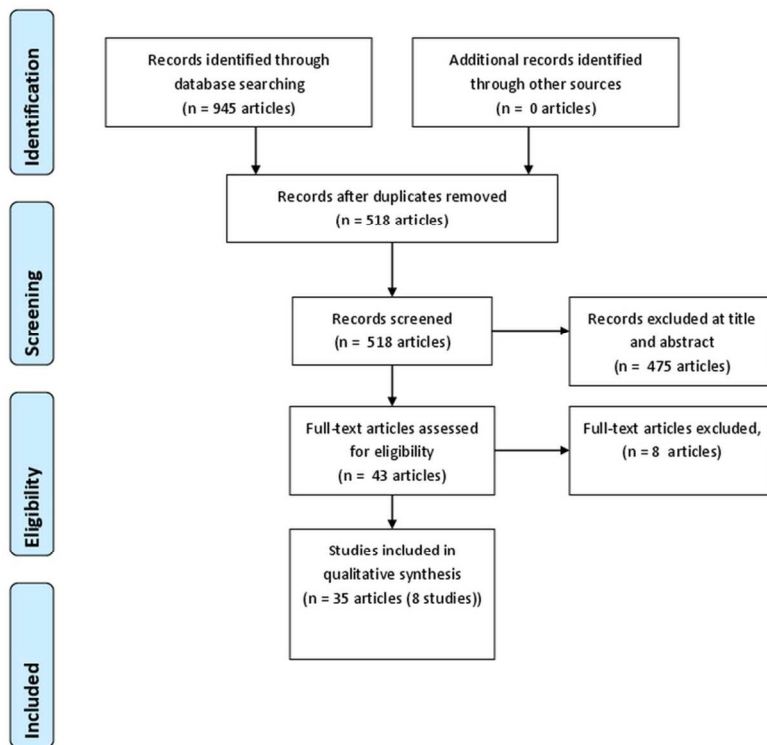 Identification
Records identified through
database searching
(n = 945 articles)
Additional records identified
through other sources
(n = 0 articles)
Records after duplicates removed
(n = 518 articles)
Screening
Records screened
(n = 518 articles)
Records excluded at title
and abstract
(n = 475 articles)
Eligibility
Full-text articles assessed
for eligibility
(n = 43 articles)
Full-text articles excluded,
(n = 8 articles)
Studies included in
qualitative synthesis
(n = 35 articles (8 studies))
Included